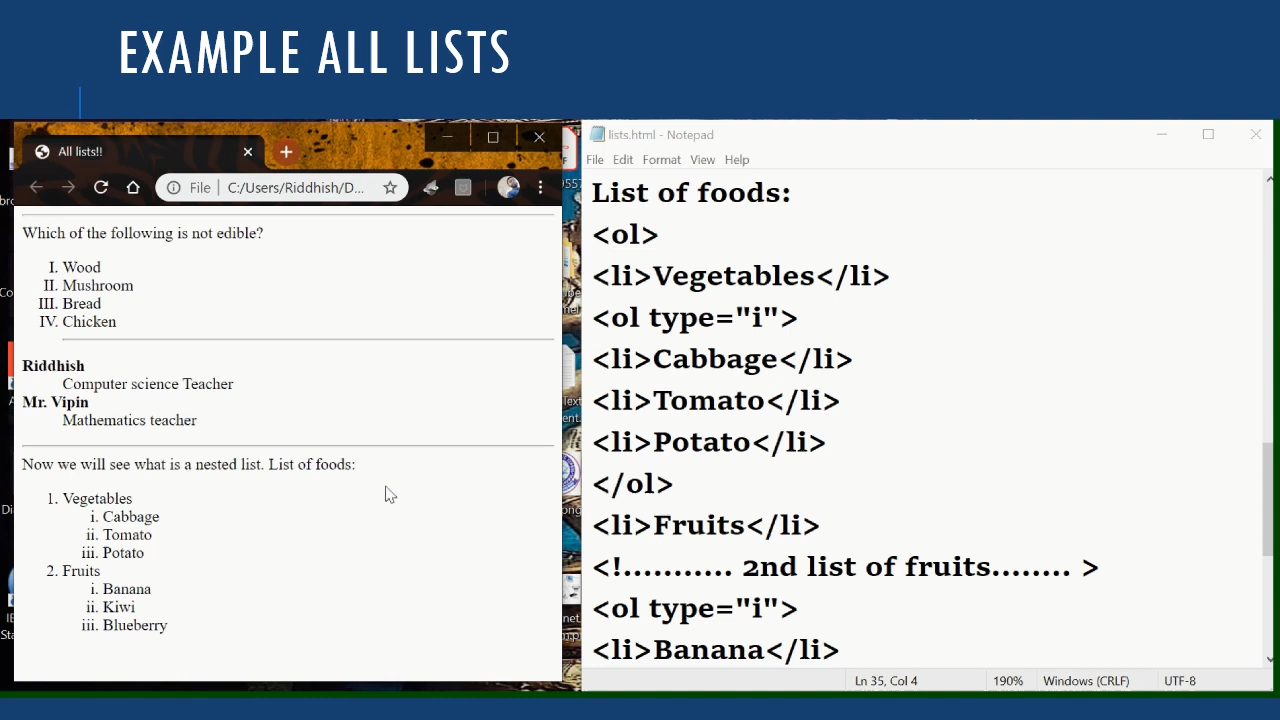 EXAMPLE ALL LISTS
All lists!!
File C:/Users/Riddhish/D...
Which of the following is not edible?
I. Wood
II. Mushroom
III. Bread
IV. Chicken
Riddhish
Computer science Teacher
Mr. Vipin
Mathematics teacher
Now we will see what is a nested list. List of foods:
1. Vegetables
i. Cabbage
ii. Tomato
iii. Potato
2. Fruits
i. Banana
ii. Kiwi
iii. Blueberry
lists.html - Notepad
File Edit Format View Help
List of foods:
<ol>
<li>Vegetables</li>
<ol type="i">
<li>Cabbage</li>
<li>Tomato</li>
<li>Potato</li>
</ol>
<li>Fruits</li>
<!........... 2nd list of fruits........ >
<ol type="i">
<li>Banana</li>
Ln 35, Col 4 190% Windows (CRLF) UTF-8